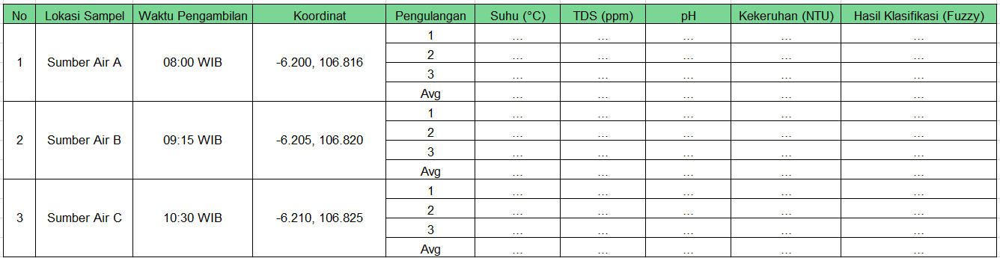 No Lokasi Sampel Waktu Pengambilan Koordinat Pengulangan Suhu (°C) TDS (ppm) pH Kekeruhan (NTU) Hasil Klasifikasi (Fuzzy)
1 Sumber Air A 08:00 WIB -6.200, 106.816
1 ... ... ... ... ...
2 ... ... ... ... ...
3 ... ... ... ... ...
Avg ... ... ... ... ...
2 Sumber Air B 09:15 WIB -6.205, 106.820
1 ... ... ... ... ...
2 ... ... ... ... ...
3 ... ... ... ... ...
Avg ... ... ... ... ...
3 Sumber Air C 10:30 WIB -6.210, 106.825
1 ... ... ... ... ...
2 ... ... ... ... ...
3 ... ... ... ... ...
Avg ... ... ... ... ...